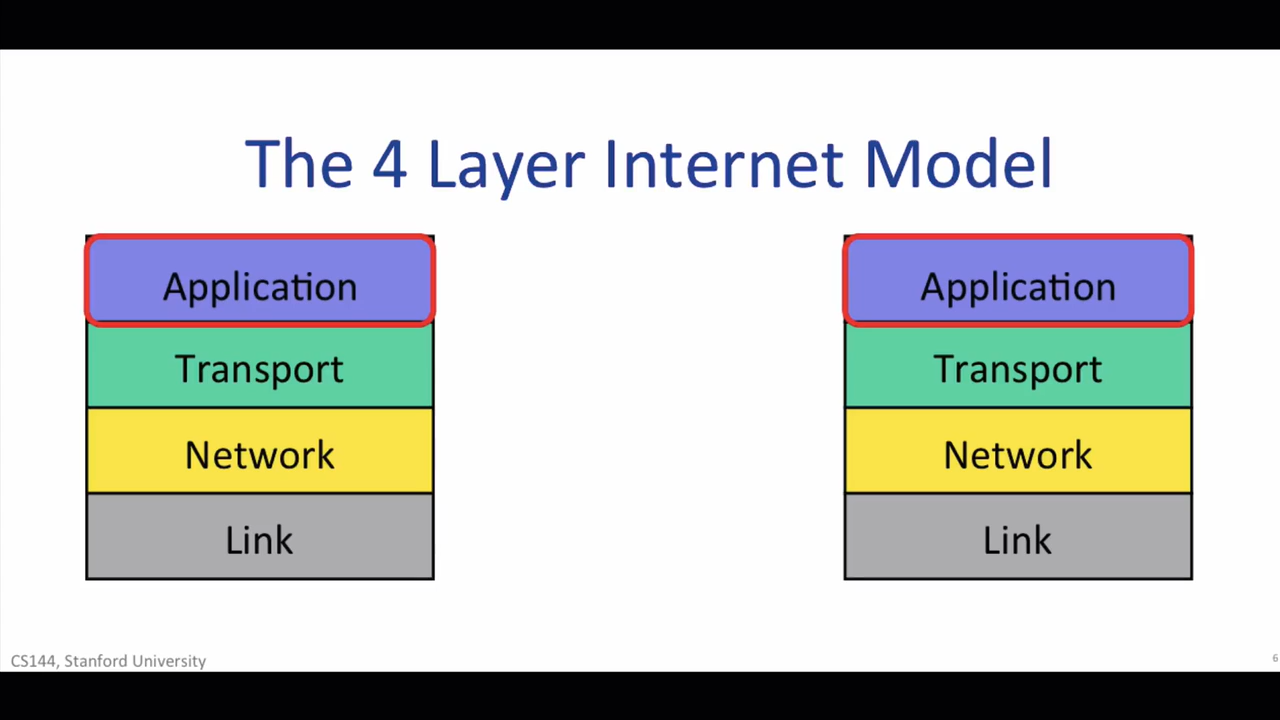 The 4 Layer Internet Model
Application
Transport
Network
Link
Application
Transport
Network
Link
CS144, Stanford University
6